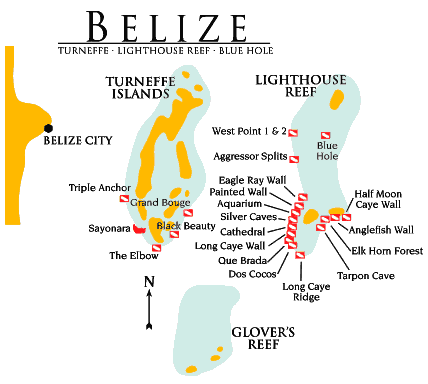 BELIZE
TURNEFFE · LIGHTHOUSE REEF · BLUE HOLE
TURNEFFE
ISLANDS
LIGHTHOUSE
REEF
BELIZE CITY
West Point 1 & 2
Blue
Hole
Aggressor Splits
Eagle Ray Wall
Triple Anchor
Painted Wall
Half Moon
Caye Wall
Grand Bouge
Aquarium
Silver Caves
Sayonara
Black Beauty
Cathedral
Anglefish Wall
Long Caye Wall
Elk Horn Forest
The Elbow
Que Brada
Dos Cocos
Tarpon Cave
N
Long Caye
Ridge
GLOVER'S
REEF